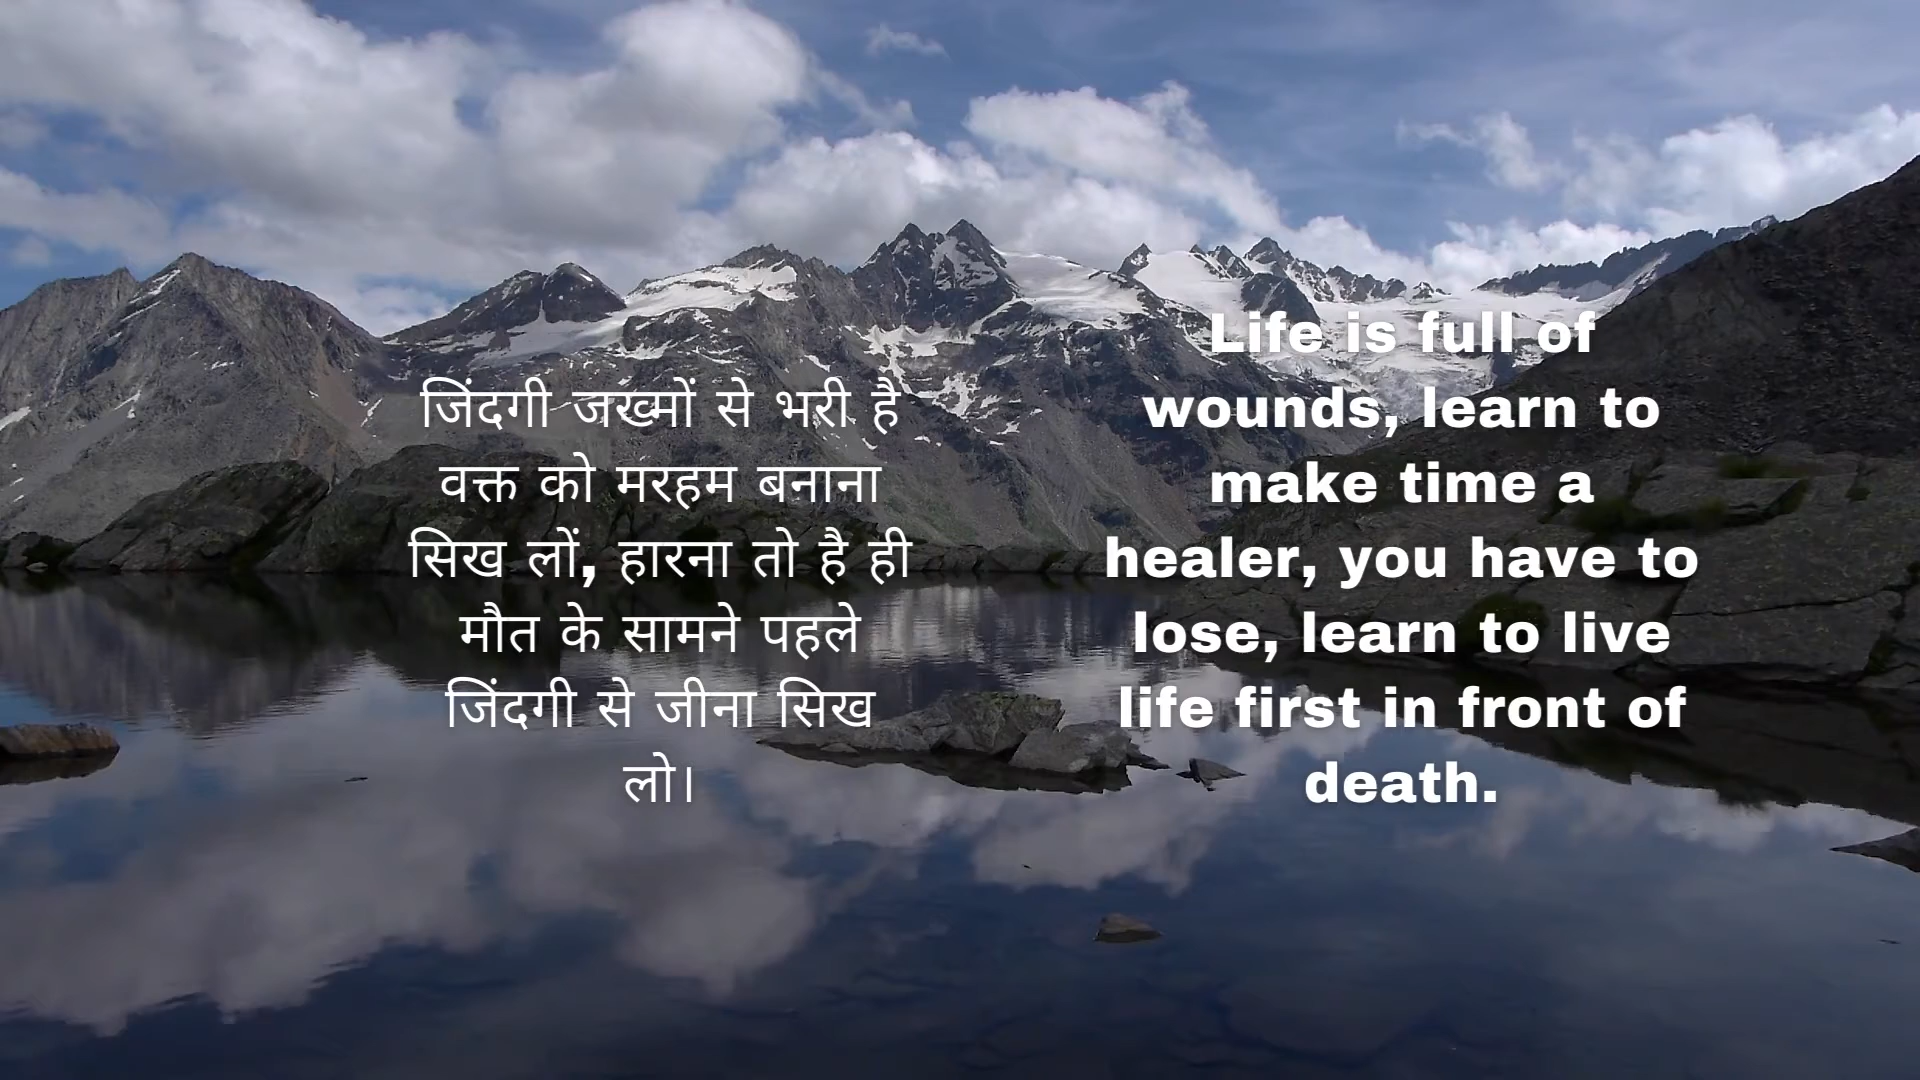 जिंदगी जख्मों से भरी है
वक्त को मरहम बनाना
सिख लों, हारना तो है ही
मौत के सामने पहले
जिंदगी से जीना सिख
लो।
Life is full of
wounds, learn to
make time a
healer, you have to
lose, learn to live
life first in front of
death.